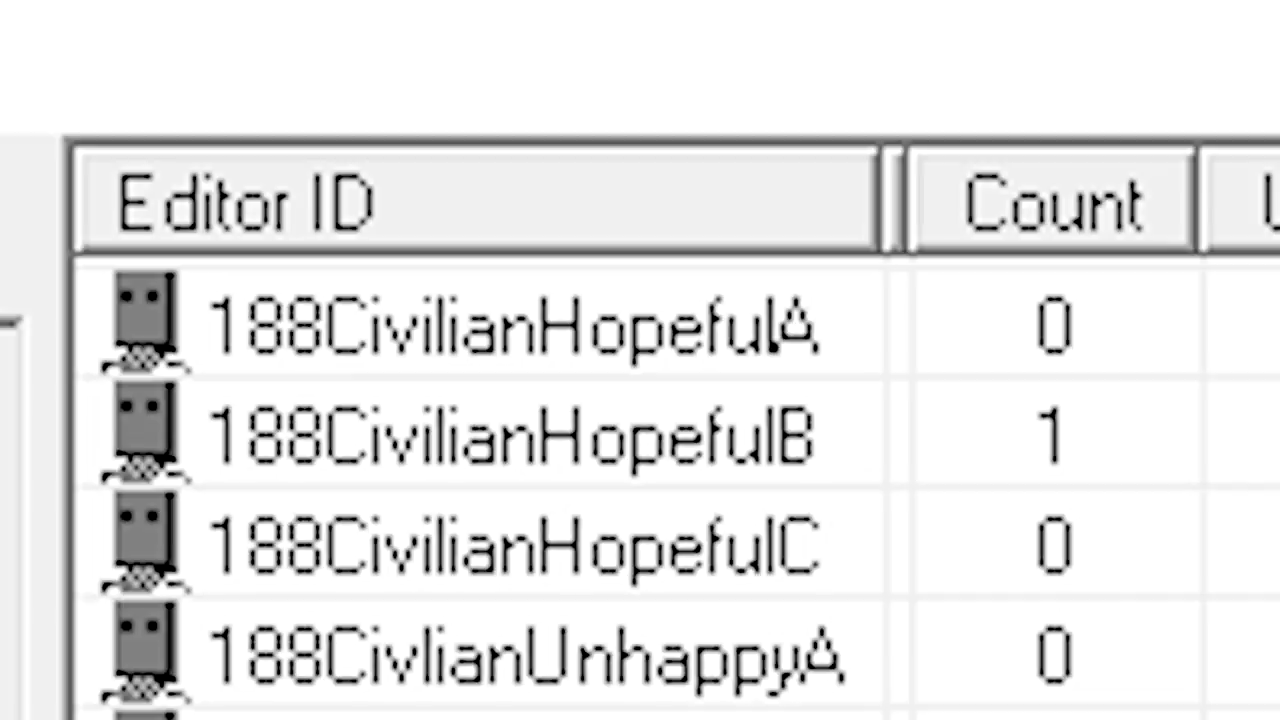 Editor ID Count
188CivilianHopefulA 0
188CivilianHopefulB 1
188CivilianHopefulC 0
188CivlianUnhappyA 0